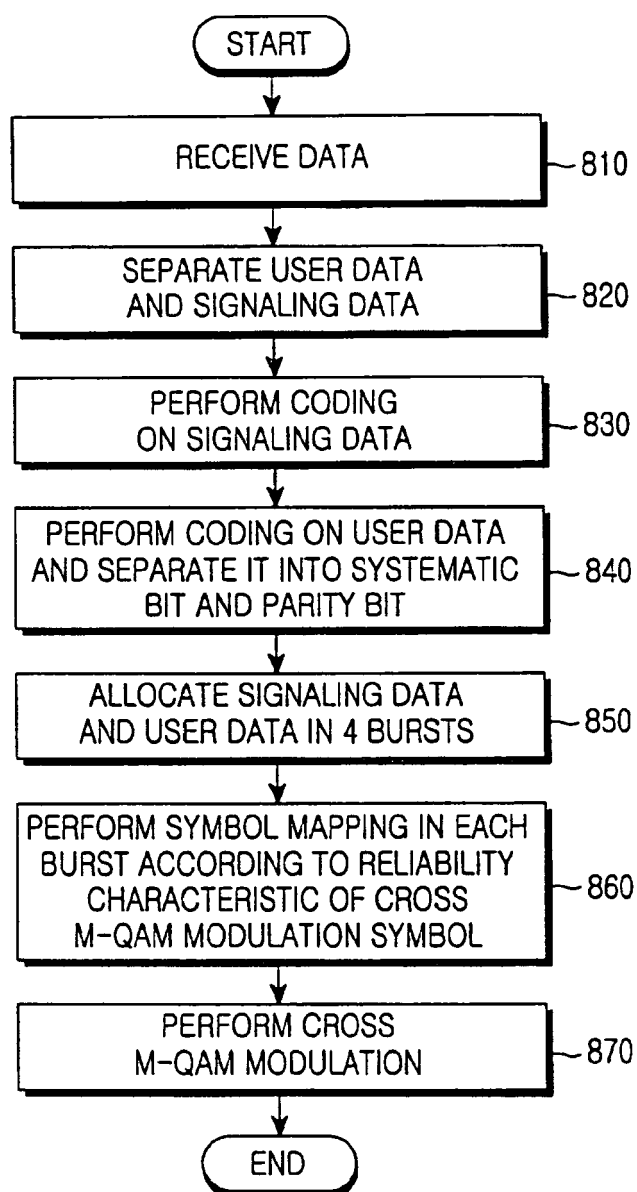 START
RECEIVE DATA
810
SEPARATE USER DATA
AND SIGNALING DATA
820
PERFORM CODING
ON SIGNALING DATA
830
PERFORM CODING ON USER DATA
AND SEPARATE IT INTO SYSTEMATIC
BIT AND PARITY BIT
840
ALLOCATE SIGNALING DATA
AND USER DATA IN 4 BURSTS
850
PERFORM SYMBOL MAPPING IN EACH
BURST ACCORDING TO RELIABILITY
CHARACTERISTIC OF CROSS
M-QAM MODULATION SYMBOL
860
PERFORM CROSS
M-QAM MODULATION
870
END